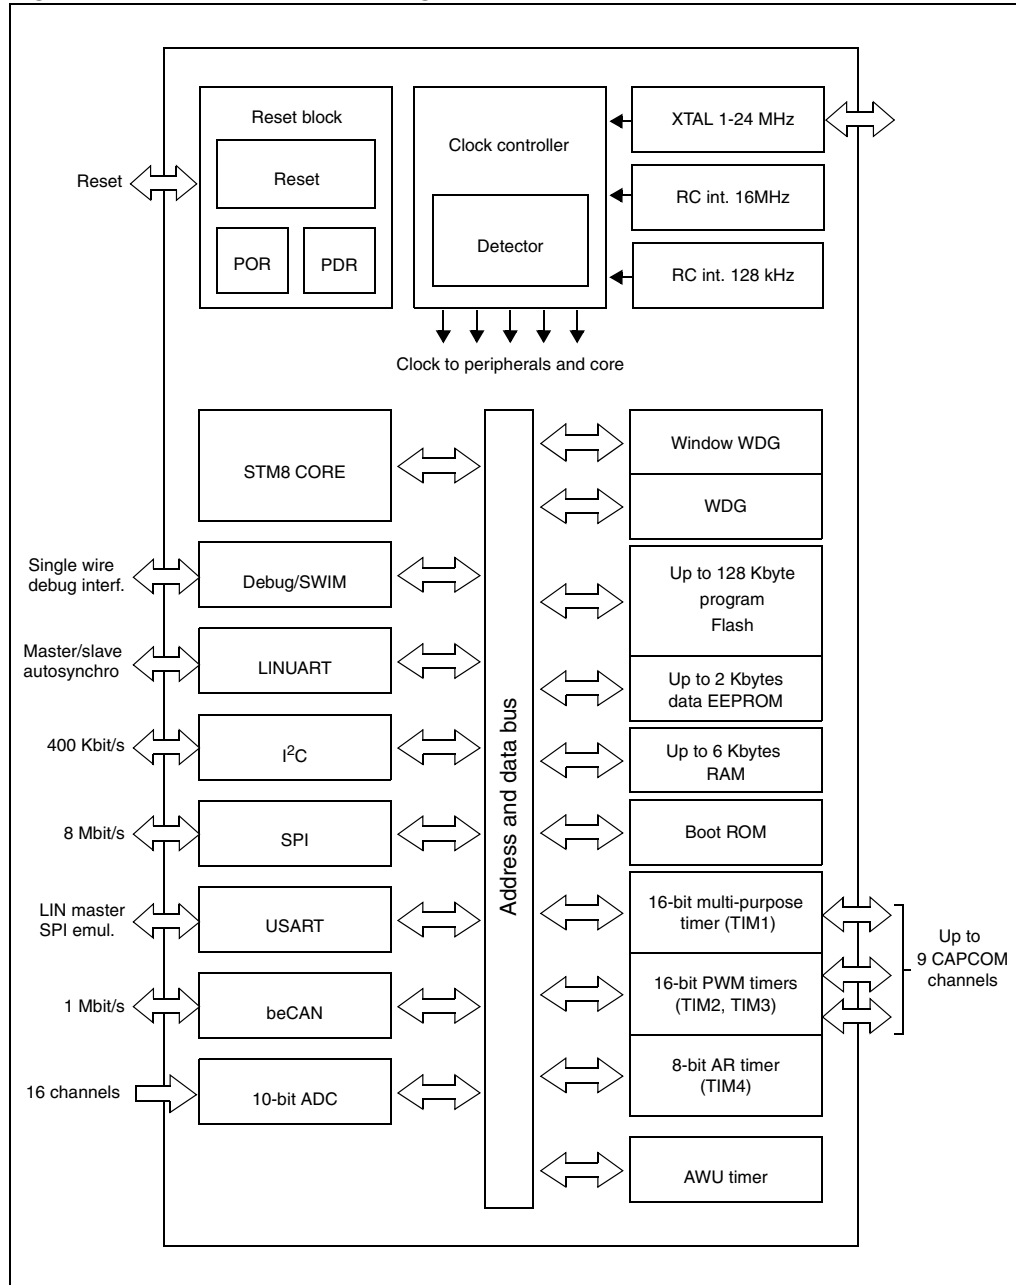 Reset block
Reset
POR
PDR
Reset
Clock controller
Detector
XTAL 1-24 MHz
RC int. 16MHz
RC int. 128 kHz
Clock to peripherals and core
STM8 CORE
Single wire
debug interf.
Debug/SWIM
Master/slave
autosynchro
LINUART
400 Kbit/s
I²C
8 Mbit/s
SPI
LIN master
SPI emul.
USART
1 Mbit/s
beCAN
16 channels
10-bit ADC
Address and data bus
Window WDG
WDG
Up to 128 Kbyte
program
Flash
Up to 2 Kbytes
data EEPROM
Up to 6 Kbytes
RAM
Boot ROM
16-bit multi-purpose
timer (TIM1)
16-bit PWM timers
(TIM2, TIM3)
8-bit AR timer
(TIM4)
AWU timer
Up to
9 CAPCOM
channels